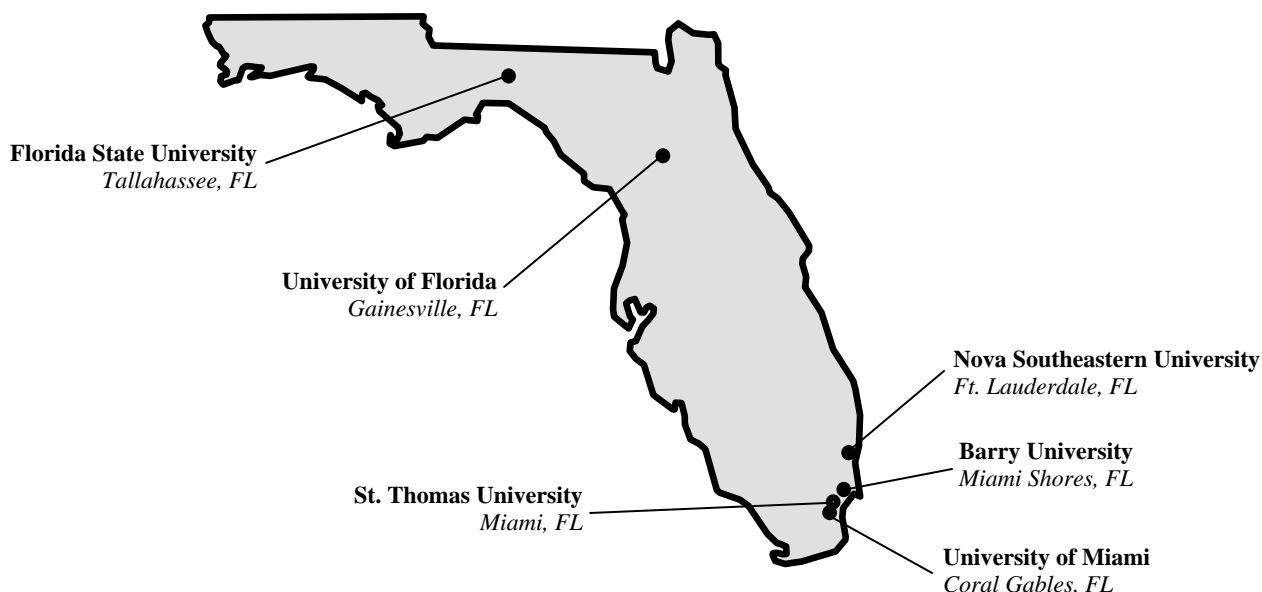 Florida State University
Tallahassee, FL
University of Florida
Gainesville, FL
Nova Southeastern University
Ft. Lauderdale, FL
Barry University
Miami Shores, FL
St. Thomas University
Miami, FL
University of Miami
Coral Gables, FL